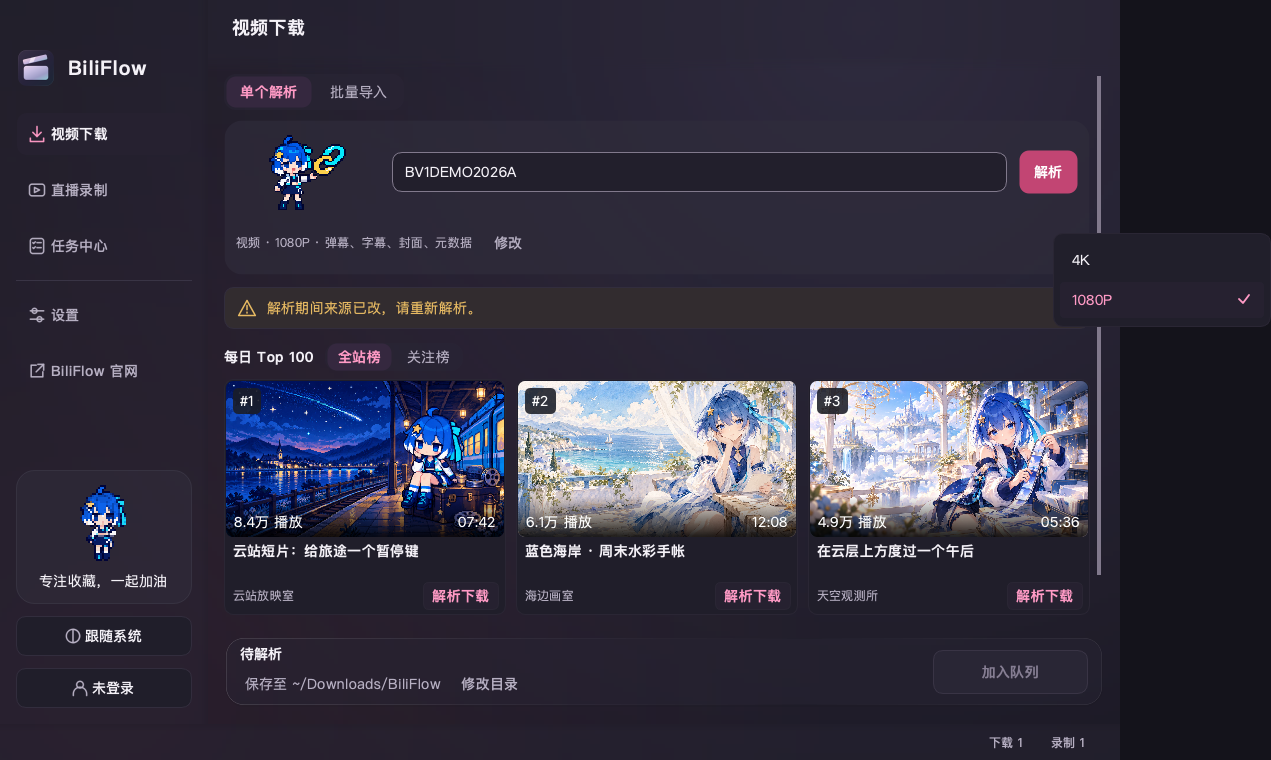 视频下载
BiliFlow
单个解析
批量导入
视频下载
直播录制
任务中心
设置
BiliFlow 官网
BV1DEMO2026A
解析
视频 · 1080P · 弹幕、字幕、封面、元数据
修改
4K
1080P
解析期间来源已改，请重新解析。
每日 Top 100
全站榜
关注榜
#1
8.4万 播放
07:42
云站短片：给旅途一个暂停键
云站放映室
解析下载
#2
6.1万 播放
12:08
蓝色海岸 · 周末水彩手帐
海边画室
解析下载
#3
4.9万 播放
05:36
在云层上方度过一个午后
天空观测所
解析下载
专注收藏，一起加油
跟随系统
未登录
待解析
保存至 ~/Downloads/BiliFlow
修改目录
加入队列
下载 1
录制 1